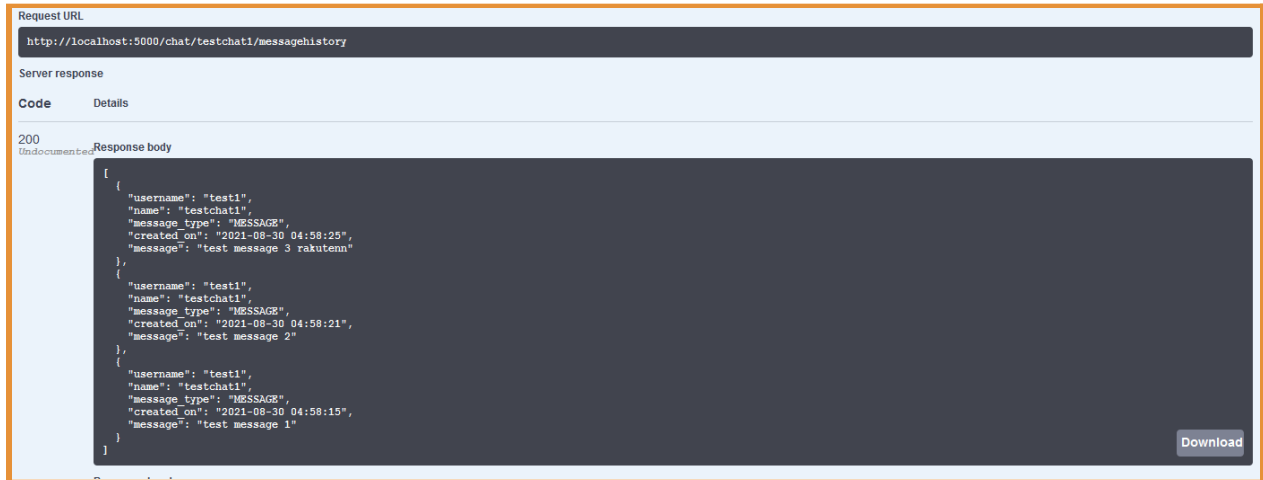 Request URL
http://localhost:5000/chat/testchat1/messagehistory
Server response
Code Details
200
Undocumented
Response body
[
  {
    "username": "test1",
    "name": "testchat1",
    "message_type": "MESSAGE",
    "created_on": "2021-08-30 04:58:25",
    "message": "test message 3 rakutenn"
  },
  {
    "username": "test1",
    "name": "testchat1",
    "message_type": "MESSAGE",
    "created_on": "2021-08-30 04:58:21",
    "message": "test message 2"
  },
  {
    "username": "test1",
    "name": "testchat1",
    "message_type": "MESSAGE",
    "created_on": "2021-08-30 04:58:15",
    "message": "test message 1"
  }
]
Download